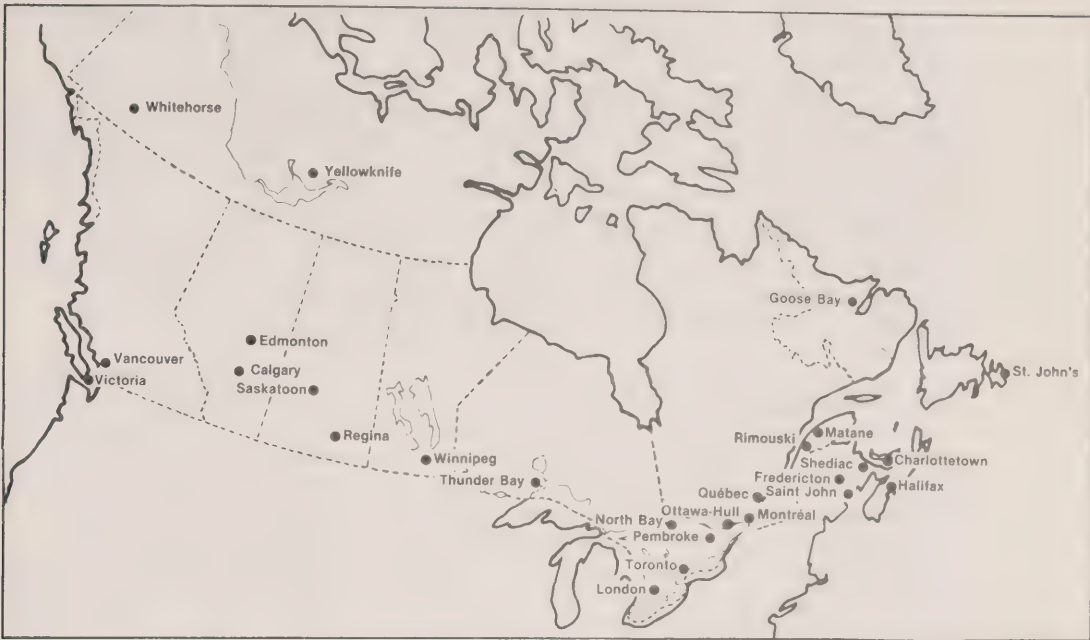 Whitehorse
Yellowknife
Goose Bay
Edmonton
Vancouver
Calgary
St. John's
Victoria
Saskatoon
Matane
Regina
Rimouski
Winnipeg
Charlottetown
Shediac
Thunder Bay
Fredericton
Halifax
Québec
Saint John
Ottawa-Hull
Montréal
North Bay
Pembroke
Toronto
London